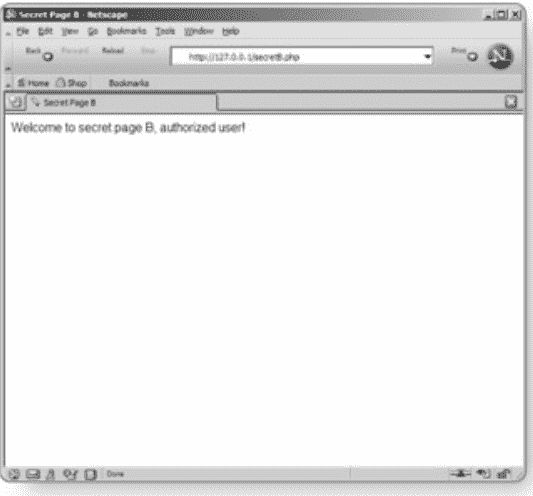 Secret Page B - Netscape
File Edit View Go Bookmarks Tools Window Help
Back Forward Reload Stop http://127.0.0.1/secretB.php Print N
Home Shop Bookmarks
Secret Page B
Welcome to secret page B, authorized user!
Done